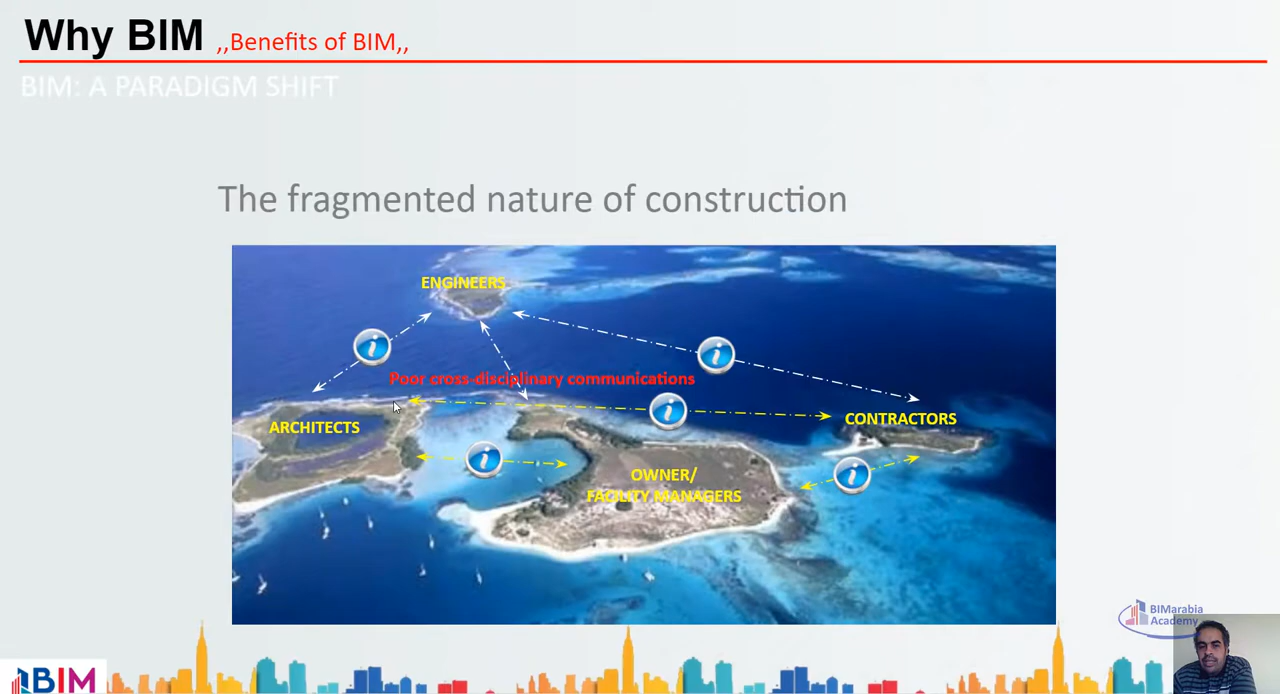 Why BIM ,,Benefits of BIM,,
BIM: A PARADIGM SHIFT
The fragmented nature of construction
ENGINEERS
i
i
Poor cross-disciplinary communications
i
ARCHITECTS
CONTRACTORS
i
OWNER/
FACILITY MANAGERS
i
BIMarabia
Academy
BIM